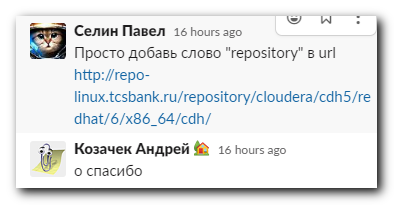 Селин Павел 16 hours ago
Просто добавь слово "repository" в url
http://repo-
linux.tcsbank.ru/repository/cloudera/cdh5/re
dhat/6/x86_64/cdh/
Козачек Андрей 16 hours ago
о спасибо